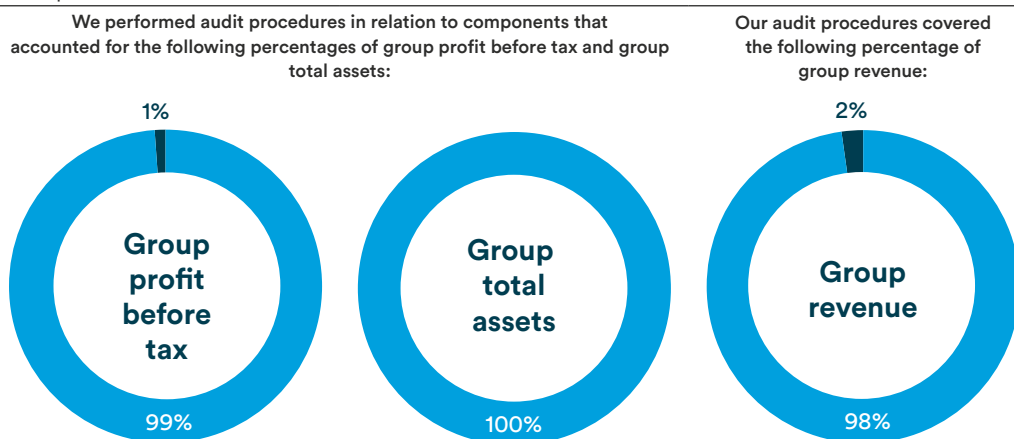 We performed audit procedures in relation to components that
accounted for the following percentages of group profit before tax and group
total assets:
Our audit procedures covered
the following percentage of
group revenue:
1%
Group
profit
before
tax
99%
Group
total
assets
100%
2%
Group
revenue
98%